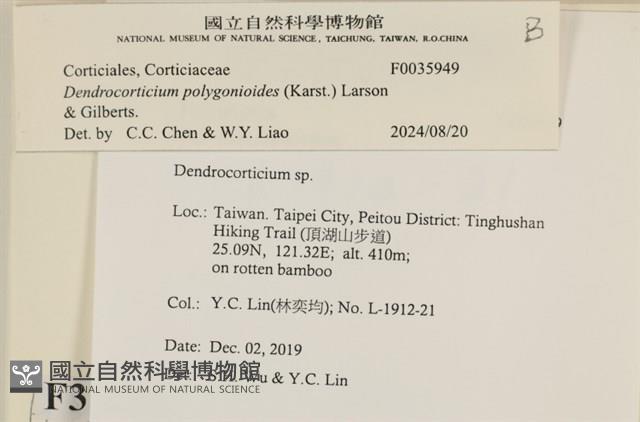 國立自然科學博物館
NATIONAL MUSEUM OF NATURAL SCIENCE, TAICHUNG, TAIWAN, R.O.CHINA
B
Corticiales, Corticiaceae F0035949
Dendrocorticium polygonioides (Karst.) Larson
& Gilberts.
Det. by C.C. Chen & W.Y. Liao 2024/08/20
Dendrocorticium sp.
Loc.: Taiwan. Taipei City, Peitou District: Tinghushan
Hiking Trail (頂湖山步道)
25.09N, 121.32E; alt. 410m;
on rotten bamboo
Col.: Y.C. Lin(林奕均); No. L-1912-21
Date: Dec. 02, 2019
Wu & Y.C. Lin
國立自然科學博物館
NATIONAL MUSEUM OF NATURAL SCIENCE
F3